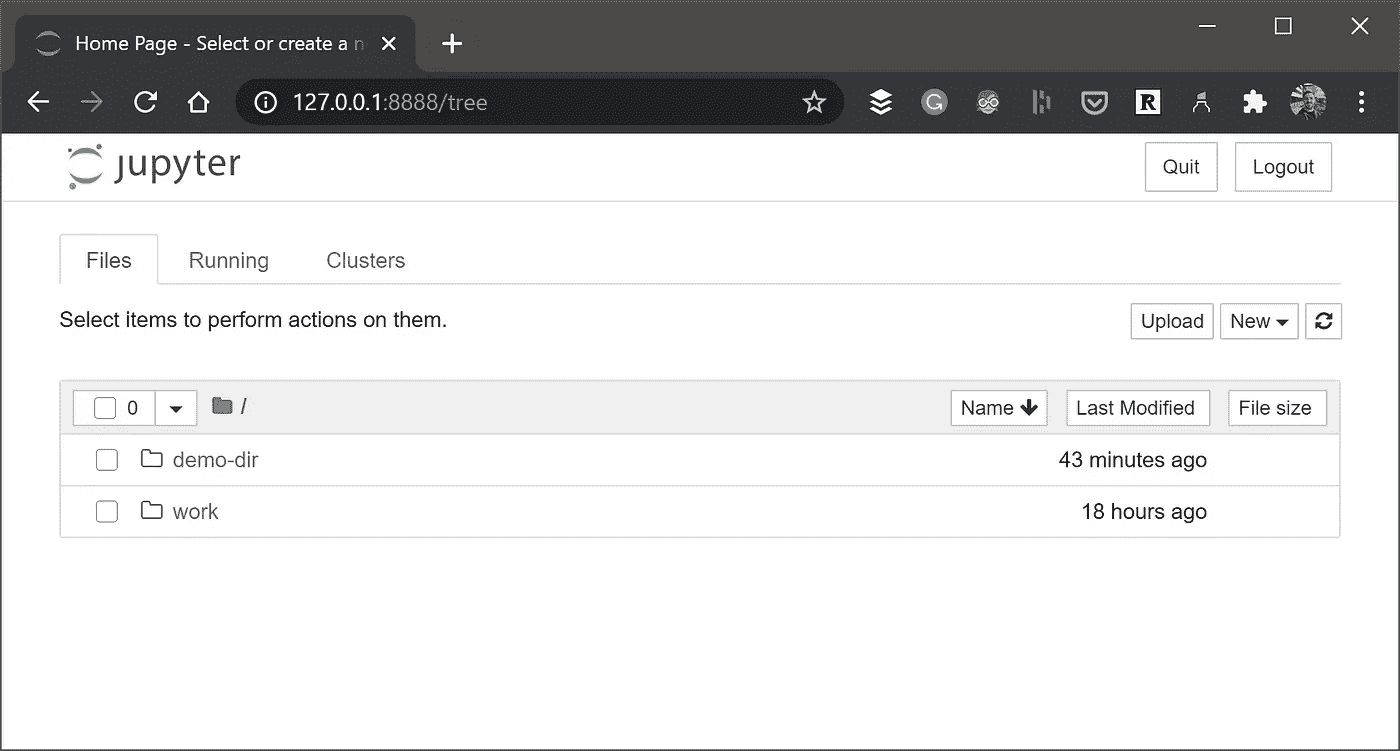 Home Page - Select or create a n
127.0.0.1:8888/tree
jupyter
Quit Logout
Files Running Clusters
Select items to perform actions on them.
Upload New
0 / Name Last Modified File size
demo-dir 43 minutes ago
work 18 hours ago